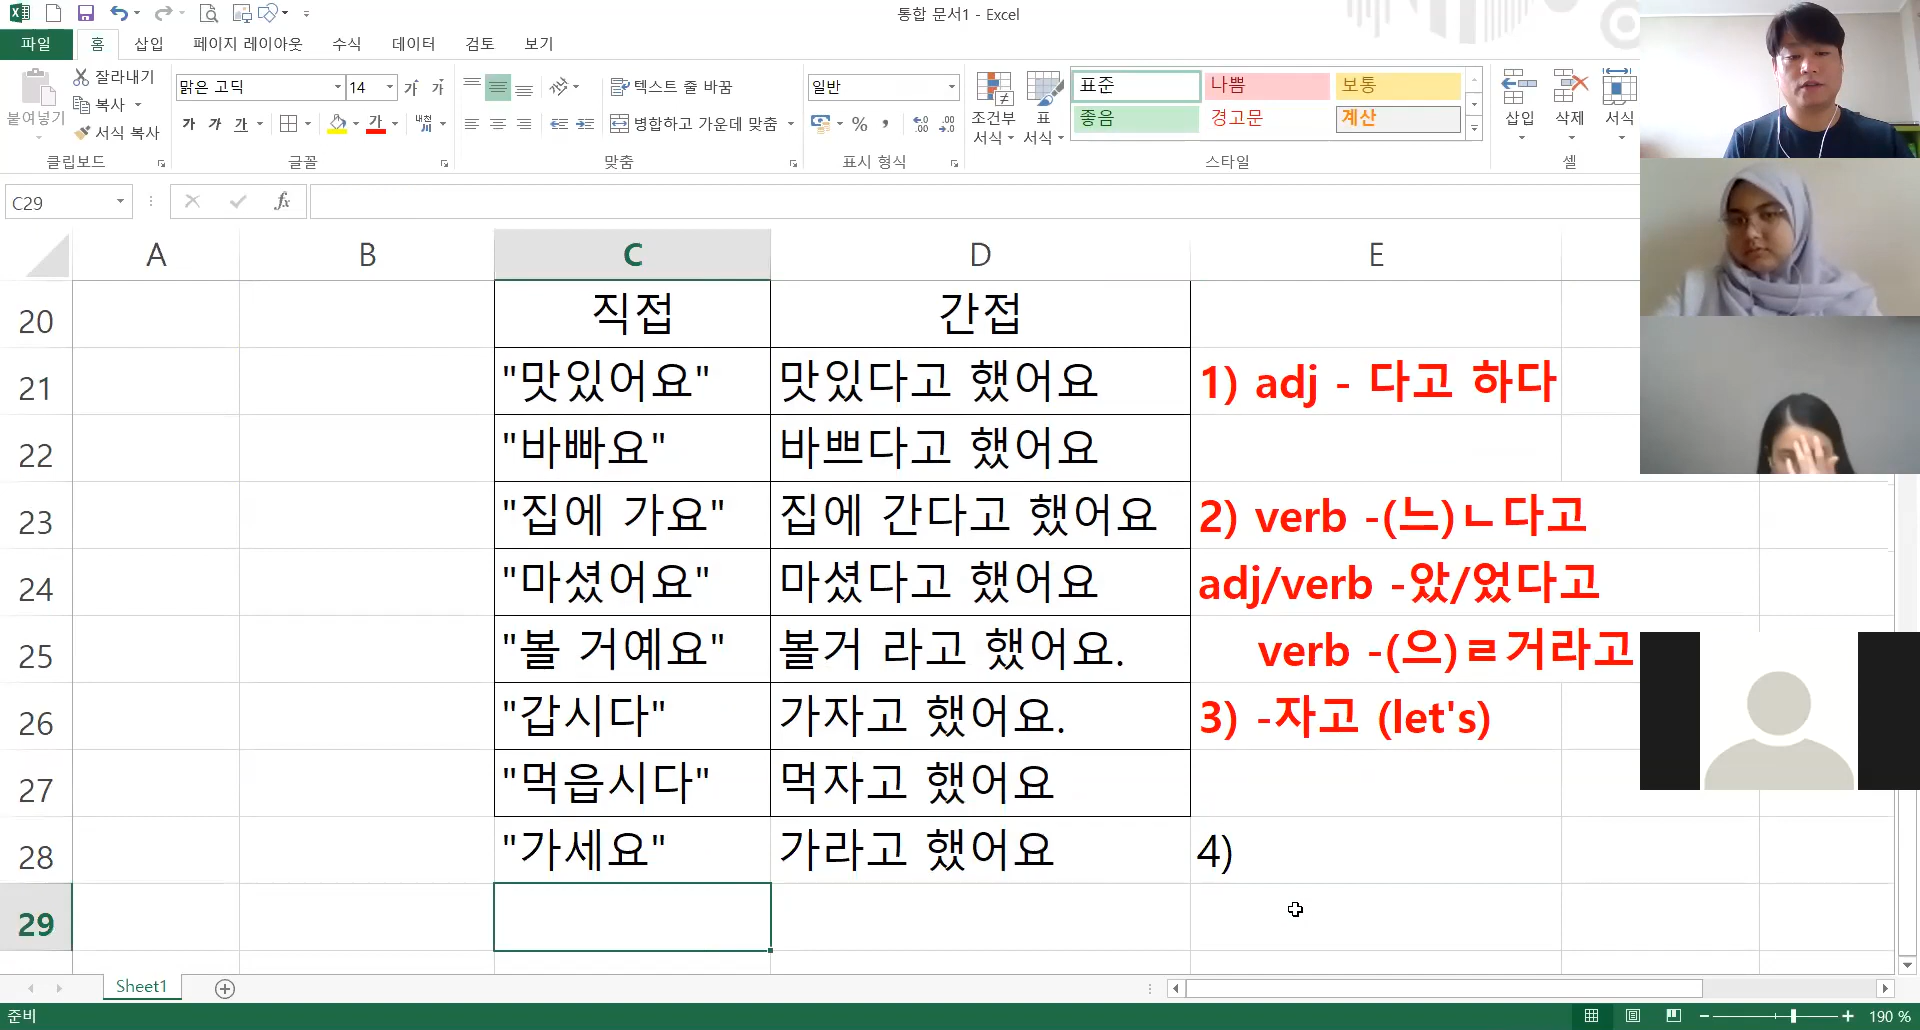 통합 문서1 - Excel
파일 홈 삽입 페이지 레이아웃 수식 데이터 검토 보기
붙여넣기
잘라내기
복사
서식 복사
클립보드
맑은 고딕 14 가 가
가 가 가 가 내천
글꼴
텍스트 줄 바꿈
병합하고 가운데 맞춤
맞춤
일반
% , .00
표시 형식
조건부 서식
표 서식
표준 나쁨 보통
좋음 경고문 계산
스타일
삽입 삭제 서식
셀
C29 fx
A B C D E
20 직접 간접
21 "맛있어요" 맛있다고 했어요 1) adj - 다고 하다
22 "바빠요" 바쁘다고 했어요
23 "집에 가요" 집에 간다고 했어요 2) verb -(느)ㄴ다고
24 "마셨어요" 마셨다고 했어요 adj/verb -았/었다고
25 "볼 거예요" 볼거 라고 했어요. verb -(으)ㄹ거라고
26 "갑시다" 가자고 했어요. 3) -자고 (let's)
27 "먹읍시다" 먹자고 했어요
28 "가세요" 가라고 했어요 4)
29
Sheet1
준비 190 %